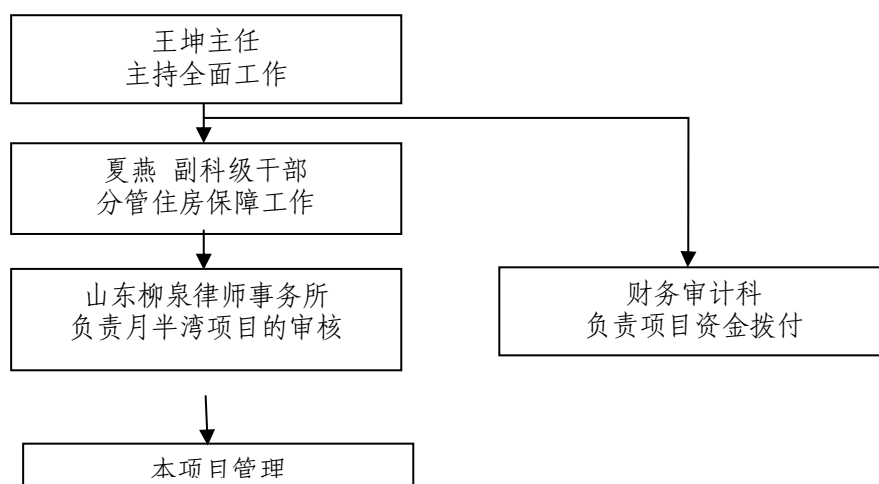 王坤主任
主持全面工作
夏燕 副科级干部
分管住房保障工作
山东柳泉律师事务所
负责月半湾项目的审核
财务审计科
负责项目资金拨付
本项目管理